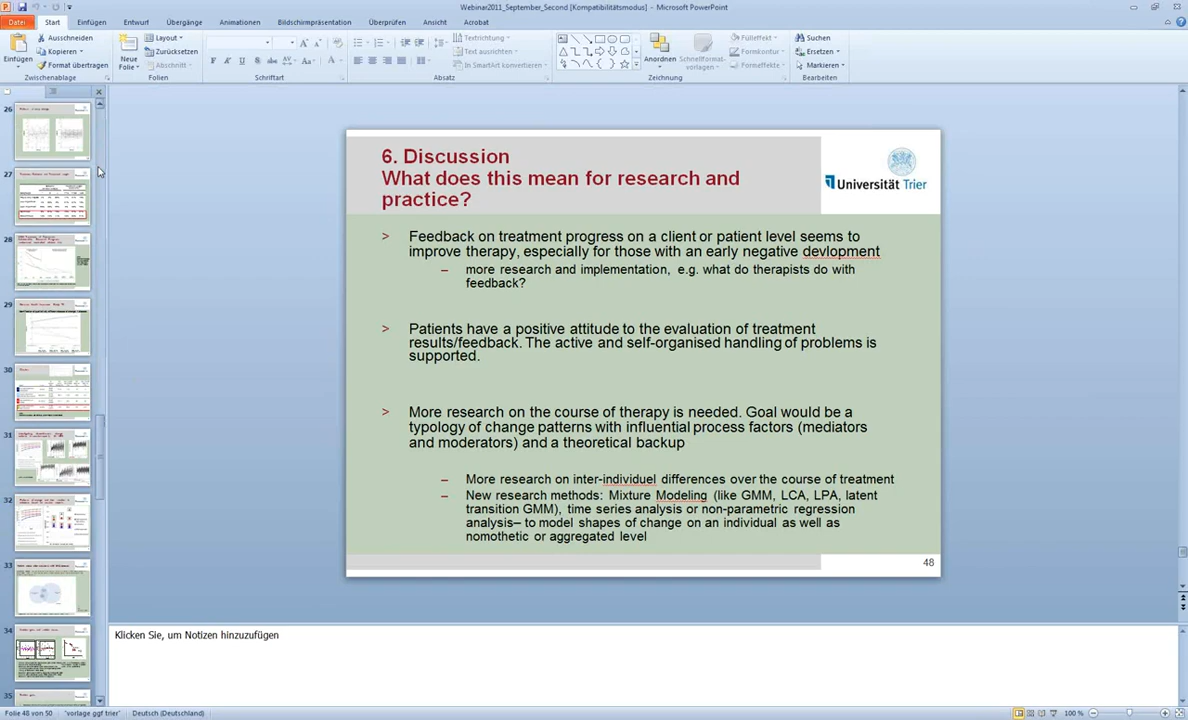 Webinar2011_September_Second [Kompatibilitätsmodus] - Microsoft PowerPoint
Datei Start Einfügen Entwurf Übergänge Animationen Bildschirmpräsentation Überprüfen Ansicht Acrobat
Ausschneiden
Kopieren
Format übertragen
Einfügen
Zwischenablage
Neue Folie
Layout
Zurücksetzen
Abschnitt
Folien
Schriftart
Textrichtung
Text ausrichten
In SmartArt konvertieren
Absatz
Anordnen
Schnellformat-vorlagen
Fülleffekt
Formkontur
Formeffekte
Zeichnung
Suchen
Ersetzen
Markieren
Bearbeiten
26
27
28
29
30
31
32
33
34
35
6. Discussion
What does this mean for research and
practice?
Universität Trier
> Feedback on treatment progress on a client or patient level seems to
improve therapy, especially for those with an early negative devlopment
– more research and implementation, e.g. what do therapists do with
feedback?
> Patients have a positive attitude to the evaluation of treatment
results/feedback. The active and self-organised handling of problems is
supported.
> More research on the course of therapy is needed. Goal would be a
typology of change patterns with influential process factors (mediators
and moderators) and a theoretical backup
– More research on inter-individuel differences over the course of treatment
– New research methods: Mixture Modeling (like GMM, LCA, LPA, latent
transition GMM), time series analysis or non-parametric regression
analysis– to model shapes of change on an individual as well as
nomothetic or aggregated level
48
Klicken Sie, um Notizen hinzuzufügen
Folie 48 von 50 "vorlage ggf trier" Deutsch (Deutschland) 100 %